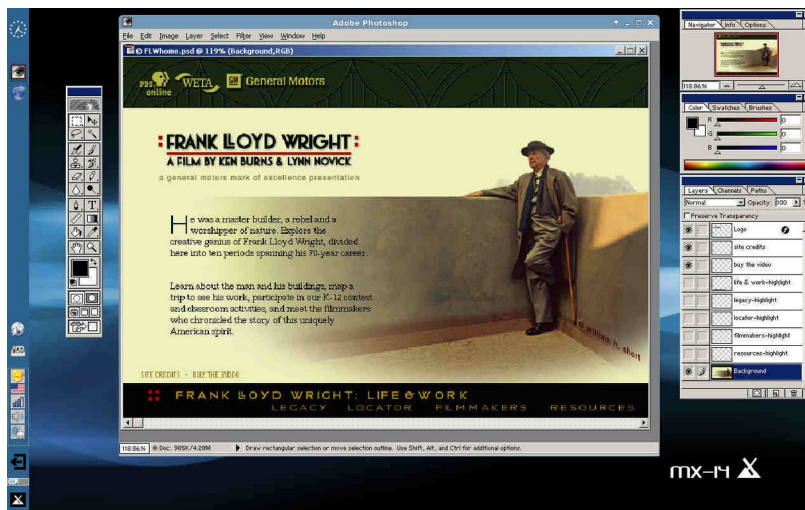 Adobe Photoshop
File Edit Image Layer Select Filter View Window Help
© FLWhome.psd @ 119% (Background,RGB)
PBS online
WETA
GM General Motors
FRANK LLOYD WRIGHT
A FILM BY KEN BURNS & LYNN NOVICK
a general motors mark of excellence presentation
He was a master builder, a rebel and a
worshipper of nature. Explore the
creative genius of Frank Lloyd Wright, divided
here into ten periods spanning his 70-year career.
Learn about the man and his buildings, map a
trip to see his work, participate in our K-12 contest
and classroom activities, and meet the filmmakers
who chronicled the story of this uniquely
American spirit.
© william h. short
SITE CREDITS - BUY THE VIDEO
FRANK LLOYD WRIGHT: LIFE & WORK
LEGACY LOCATOR FILMMAKERS RESOURCES
118.86% Doc: 905K/4.28M Draw rectangular selection or move selection outline. Use Shift, Alt, and Ctrl for additional options.
Navigator Info Options
118.86%
Color Swatches Brushes
R 0
G 0
B 0
Layers Channels Paths
Normal Opacity: 100 %
Preserve Transparency
Logo
site credits
buy the video
life & work-highlight
legacy-highlight
locator-highlight
filmmakers-highlight
resources-highlight
Background
mx-14